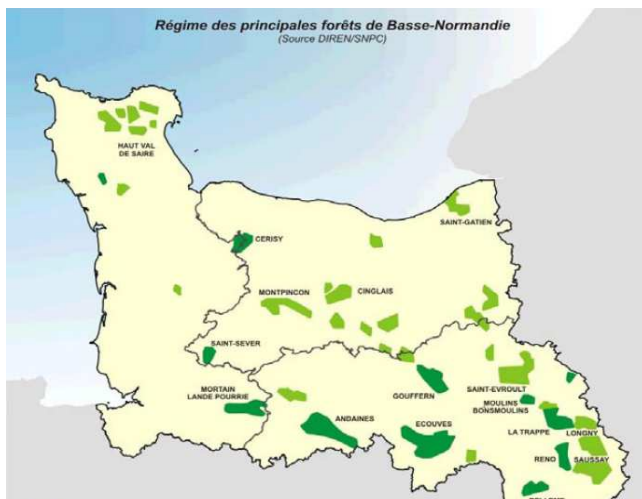 Régime des principales forêts de Basse-Normandie
(Source DIREN/SNPC)
HAUT VAL
DE SAIRE
SAINT-GATIEN
CERISY
MONTPINCON
CINGLAIS
SAINT-SEVER
MORTAIN
LANDE POURRIE
GOUFFERN
SAINT-EVROULT
MOULINS
BONSMOULINS
ANDAINES
ECOUVES
LA TRAPPE
LONGNY
RENO
SAUSSAY